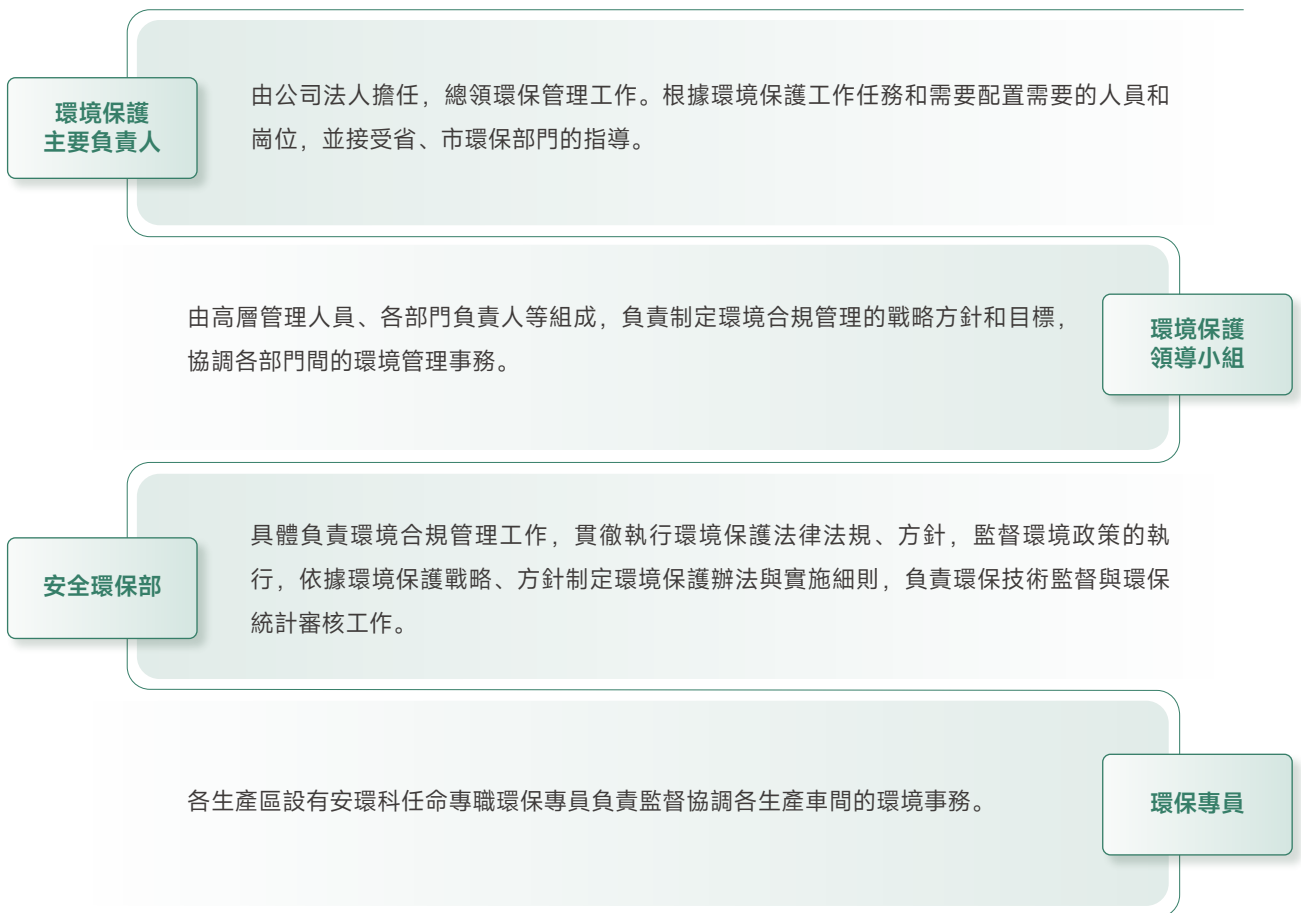 環境保護
主要負責人
由公司法人擔任，總領環保管理工作。根據環境保護工作任務和需要配置需要的人員和
崗位，並接受省、市環保部門的指導。
由高層管理人員、各部門負責人等組成，負責制定環境合規管理的戰略方針和目標，
協調各部門間的環境管理事務。
環境保護
領導小組
安全環保部
具體負責環境合規管理工作，貫徹執行環境保護法律法規、方針，監督環境政策的執
行，依據環境保護戰略、方針制定環境保護辦法與實施細則，負責環保技術監督與環保
統計審核工作。
各生產區設有安環科任命專職環保專員負責監督協調各生產車間的環境事務。
環保專員